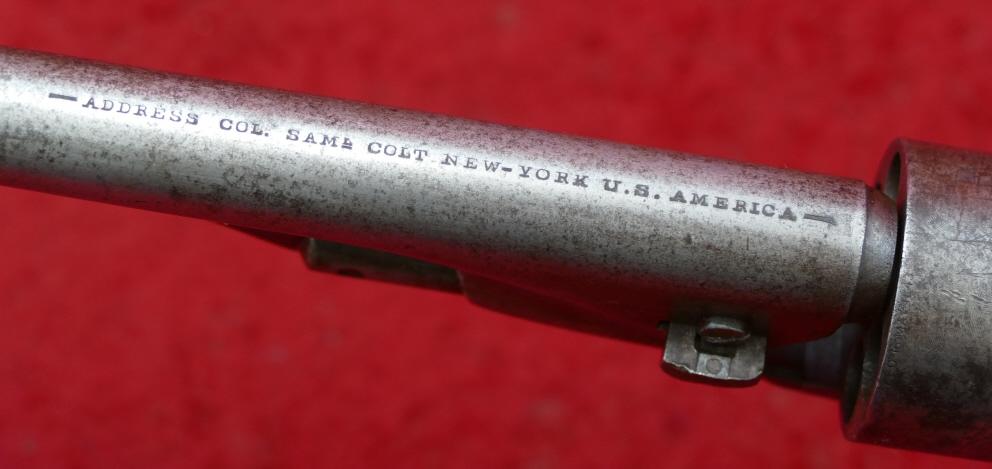 —ADDRESS COL. SAML COLT NEW-YORK U.S. AMERICA—